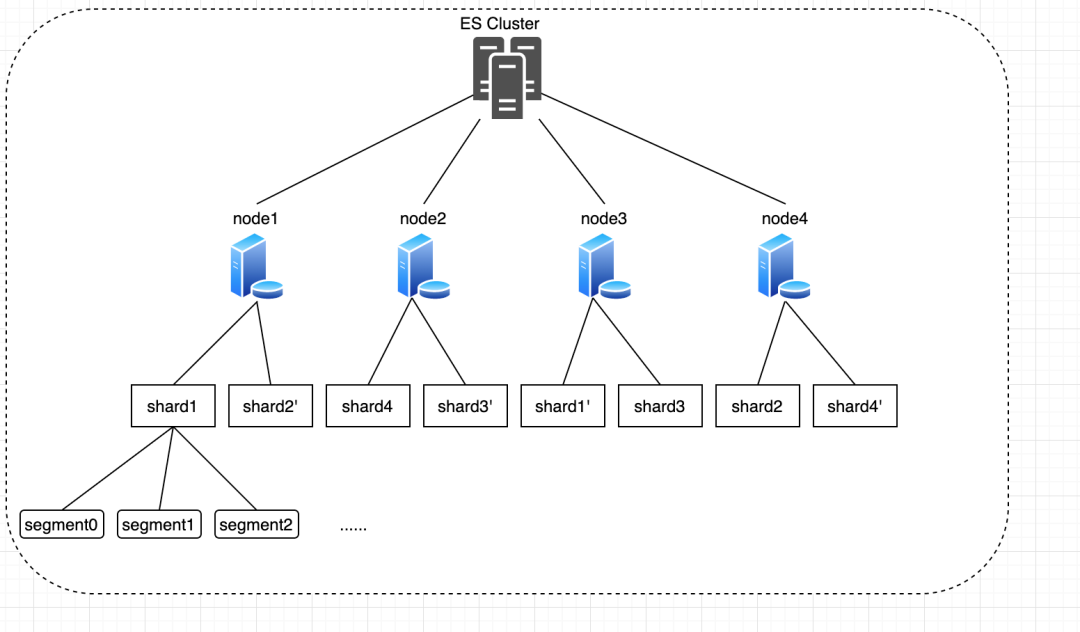 ES Cluster
node1 node2 node3 node4
shard1 shard2' shard4 shard3' shard1' shard3 shard2 shard4'
segment0 segment1 segment2 ......